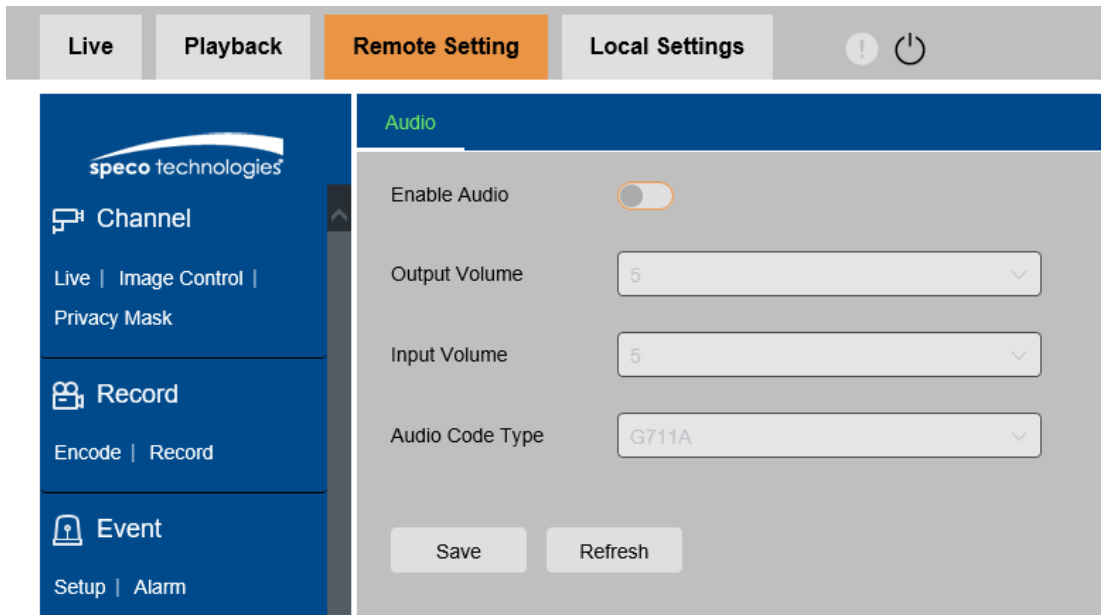 Live Playback Remote Setting Local Settings
speco technologies
Channel
Live | Image Control |
Privacy Mask
Record
Encode | Record
Event
Setup | Alarm
Audio
Enable Audio
Output Volume 5
Input Volume 5
Audio Code Type G711A
Save Refresh